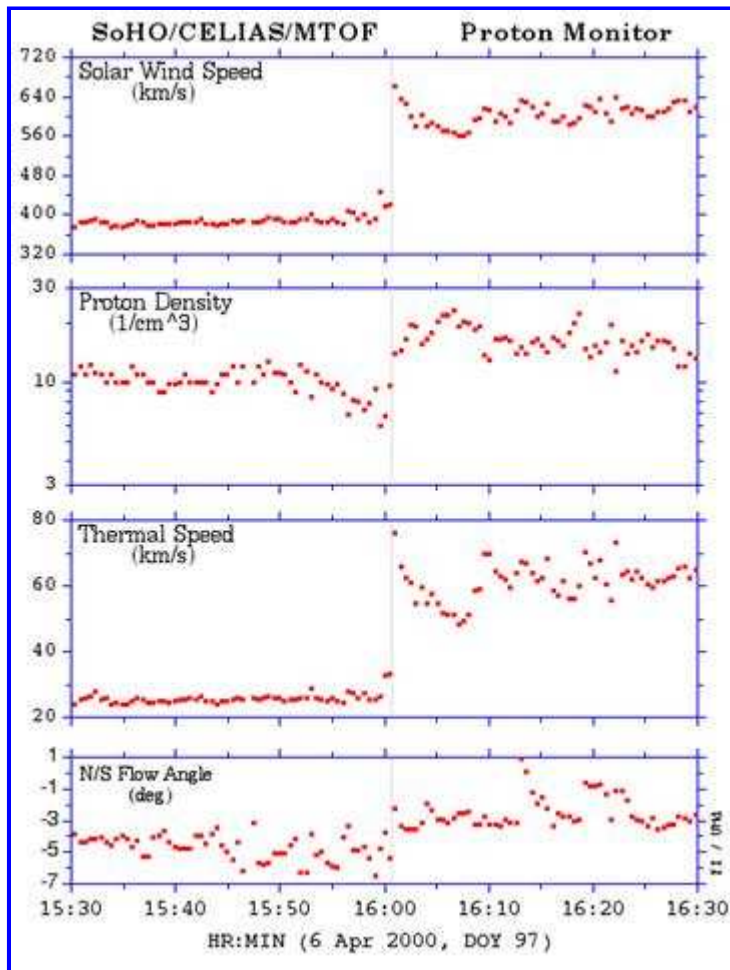 SoHO/CELIAS/MTOF Proton Monitor
720
Solar Wind Speed
(km/s)
640
560
480
400
320
30
Proton Density
(1/cm^3)
10
3
80
Thermal Speed
(km/s)
60
40
20
1
N/S Flow Angle
(deg)
-1
-3
-5
-7
15:30 15:40 15:50 16:00 16:10 16:20 16:30
HR:MIN (6 Apr 2000, DOY 97)